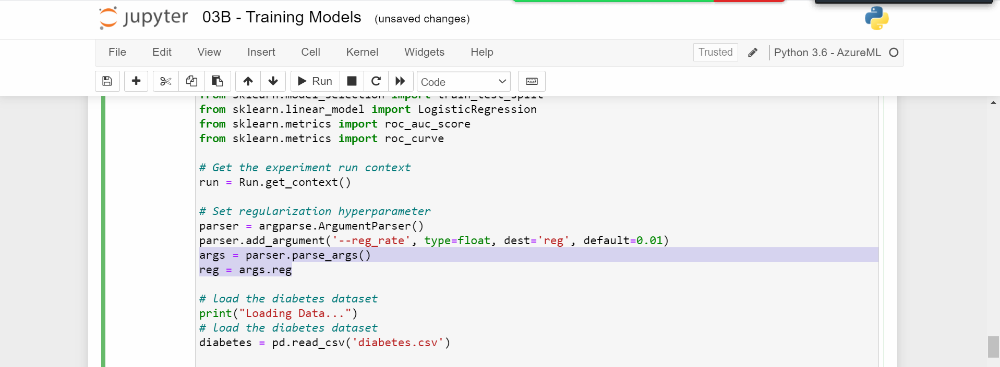 jupyter 03B - Training Models (unsaved changes)
File Edit View Insert Cell Kernel Widgets Help Trusted Python 3.6 - AzureML
Run Code
from sklearn.model_selection import train_test_split
from sklearn.linear_model import LogisticRegression
from sklearn.metrics import roc_auc_score
from sklearn.metrics import roc_curve
# Get the experiment run context
run = Run.get_context()
# Set regularization hyperparameter
parser = argparse.ArgumentParser()
parser.add_argument('--reg_rate', type=float, dest='reg', default=0.01)
args = parser.parse_args()
reg = args.reg
# load the diabetes dataset
print("Loading Data...")
# load the diabetes dataset
diabetes = pd.read_csv('diabetes.csv')